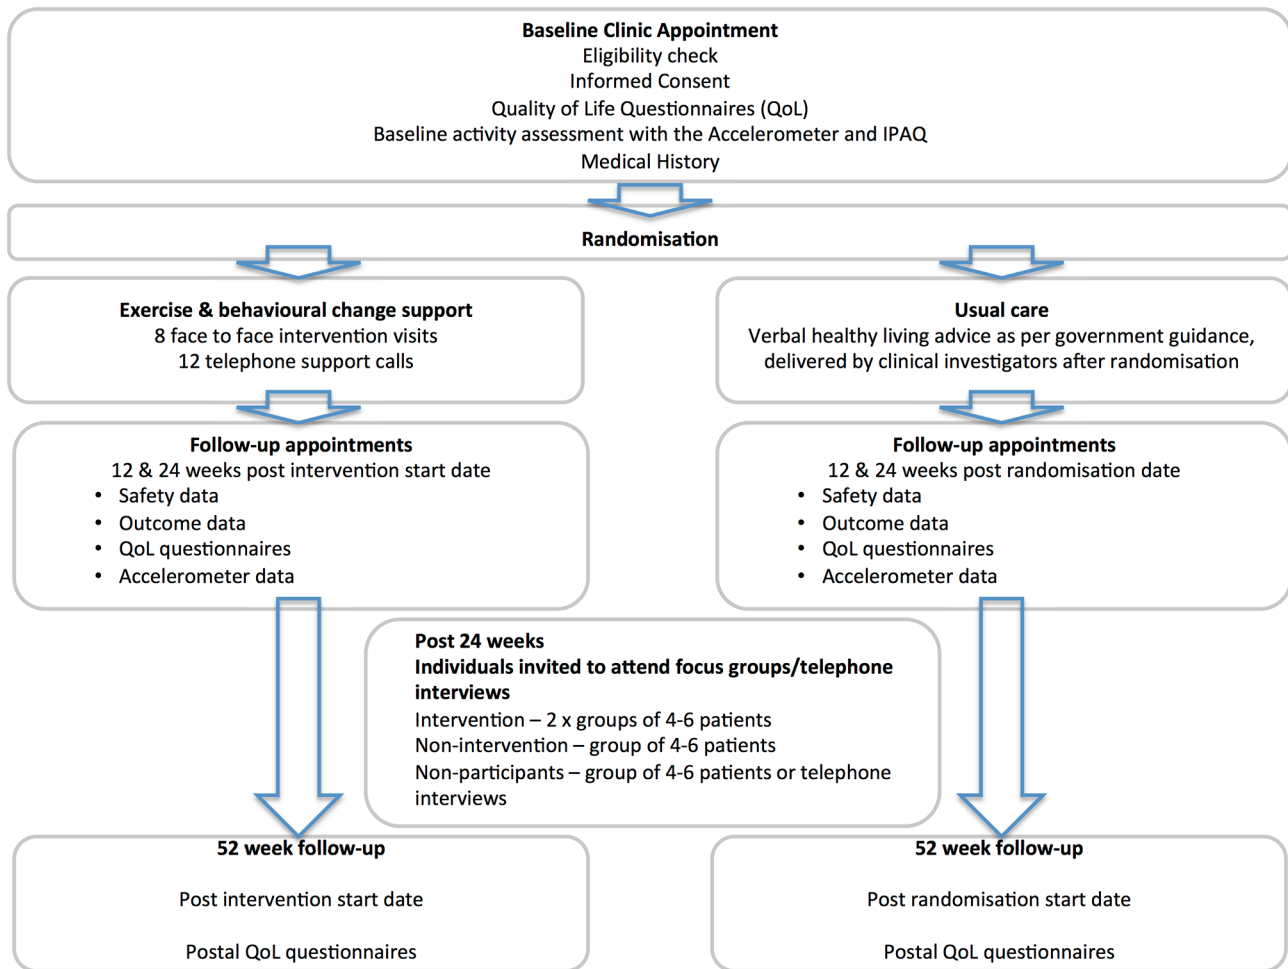 Baseline Clinic Appointment
Eligibility check
Informed Consent
Quality of Life Questionnaires (QoL)
Baseline activity assessment with the Accelerometer and IPAQ
Medical History
Randomisation
Exercise & behavioural change support
8 face to face intervention visits
12 telephone support calls
Usual care
Verbal healthy living advice as per government guidance,
delivered by clinical investigators after randomisation
Follow-up appointments
12 & 24 weeks post intervention start date
• Safety data
• Outcome data
• QoL questionnaires
• Accelerometer data
Follow-up appointments
12 & 24 weeks post randomisation date
• Safety data
• Outcome data
• QoL questionnaires
• Accelerometer data
Post 24 weeks
Individuals invited to attend focus groups/telephone
interviews
Intervention – 2 x groups of 4-6 patients
Non-intervention – group of 4-6 patients
Non-participants – group of 4-6 patients or telephone
interviews
52 week follow-up
Post intervention start date
Postal QoL questionnaires
52 week follow-up
Post randomisation start date
Postal QoL questionnaires